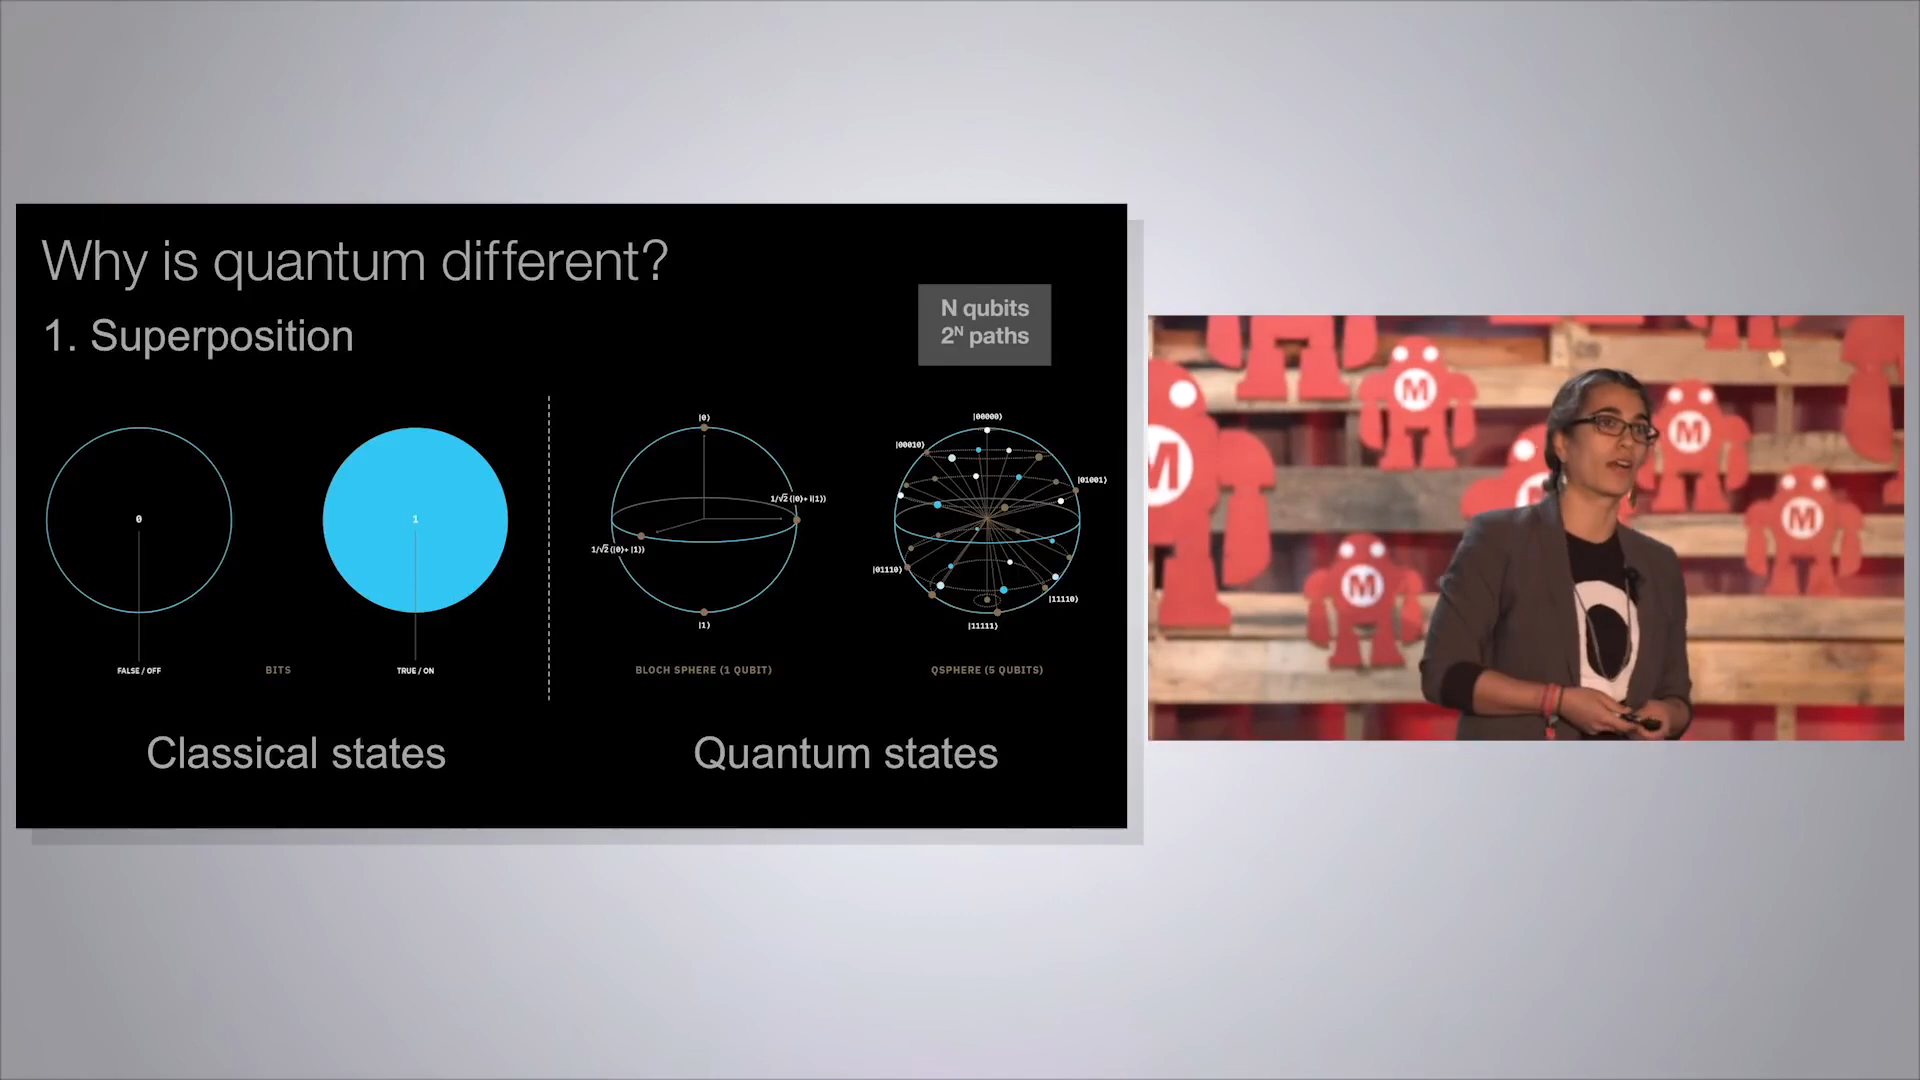 Why is quantum different?
1. Superposition
N qubits
2ᴺ paths
0
1
FALSE / OFF
BITS
TRUE / ON
|0⟩
1/√2 (|0⟩+ i|1⟩)
1/√2 (|0⟩+ |1⟩)
|1⟩
BLOCH SPHERE (1 QUBIT)
|00000⟩
|00010⟩
|01001⟩
|01110⟩
|11110⟩
|11111⟩
QSPHERE (5 QUBITS)
Classical states
Quantum states
M
M
M
M
M